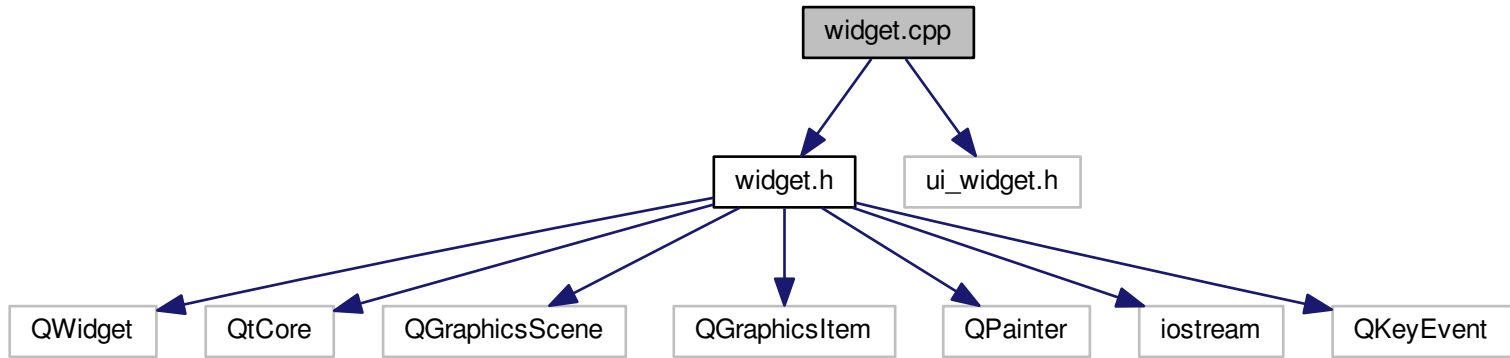 widget.cpp
widget.h
ui_widget.h
QWidget
QtCore
QGraphicsScene
QGraphicsItem
QPainter
iostream
QKeyEvent